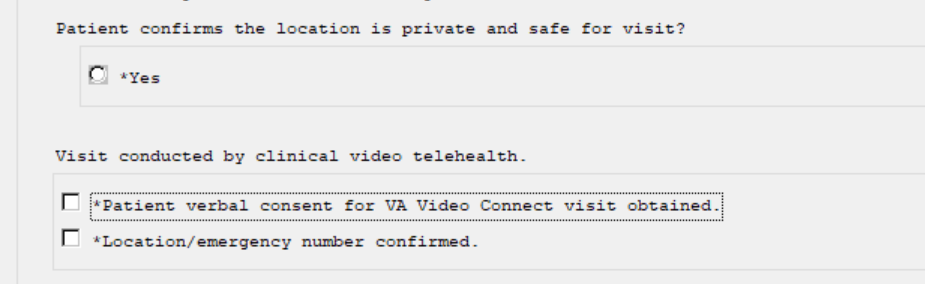 Patient confirms the location is private and safe for visit?
*Yes
Visit conducted by clinical video telehealth.
*Patient verbal consent for VA Video Connect visit obtained.
*Location/emergency number confirmed.